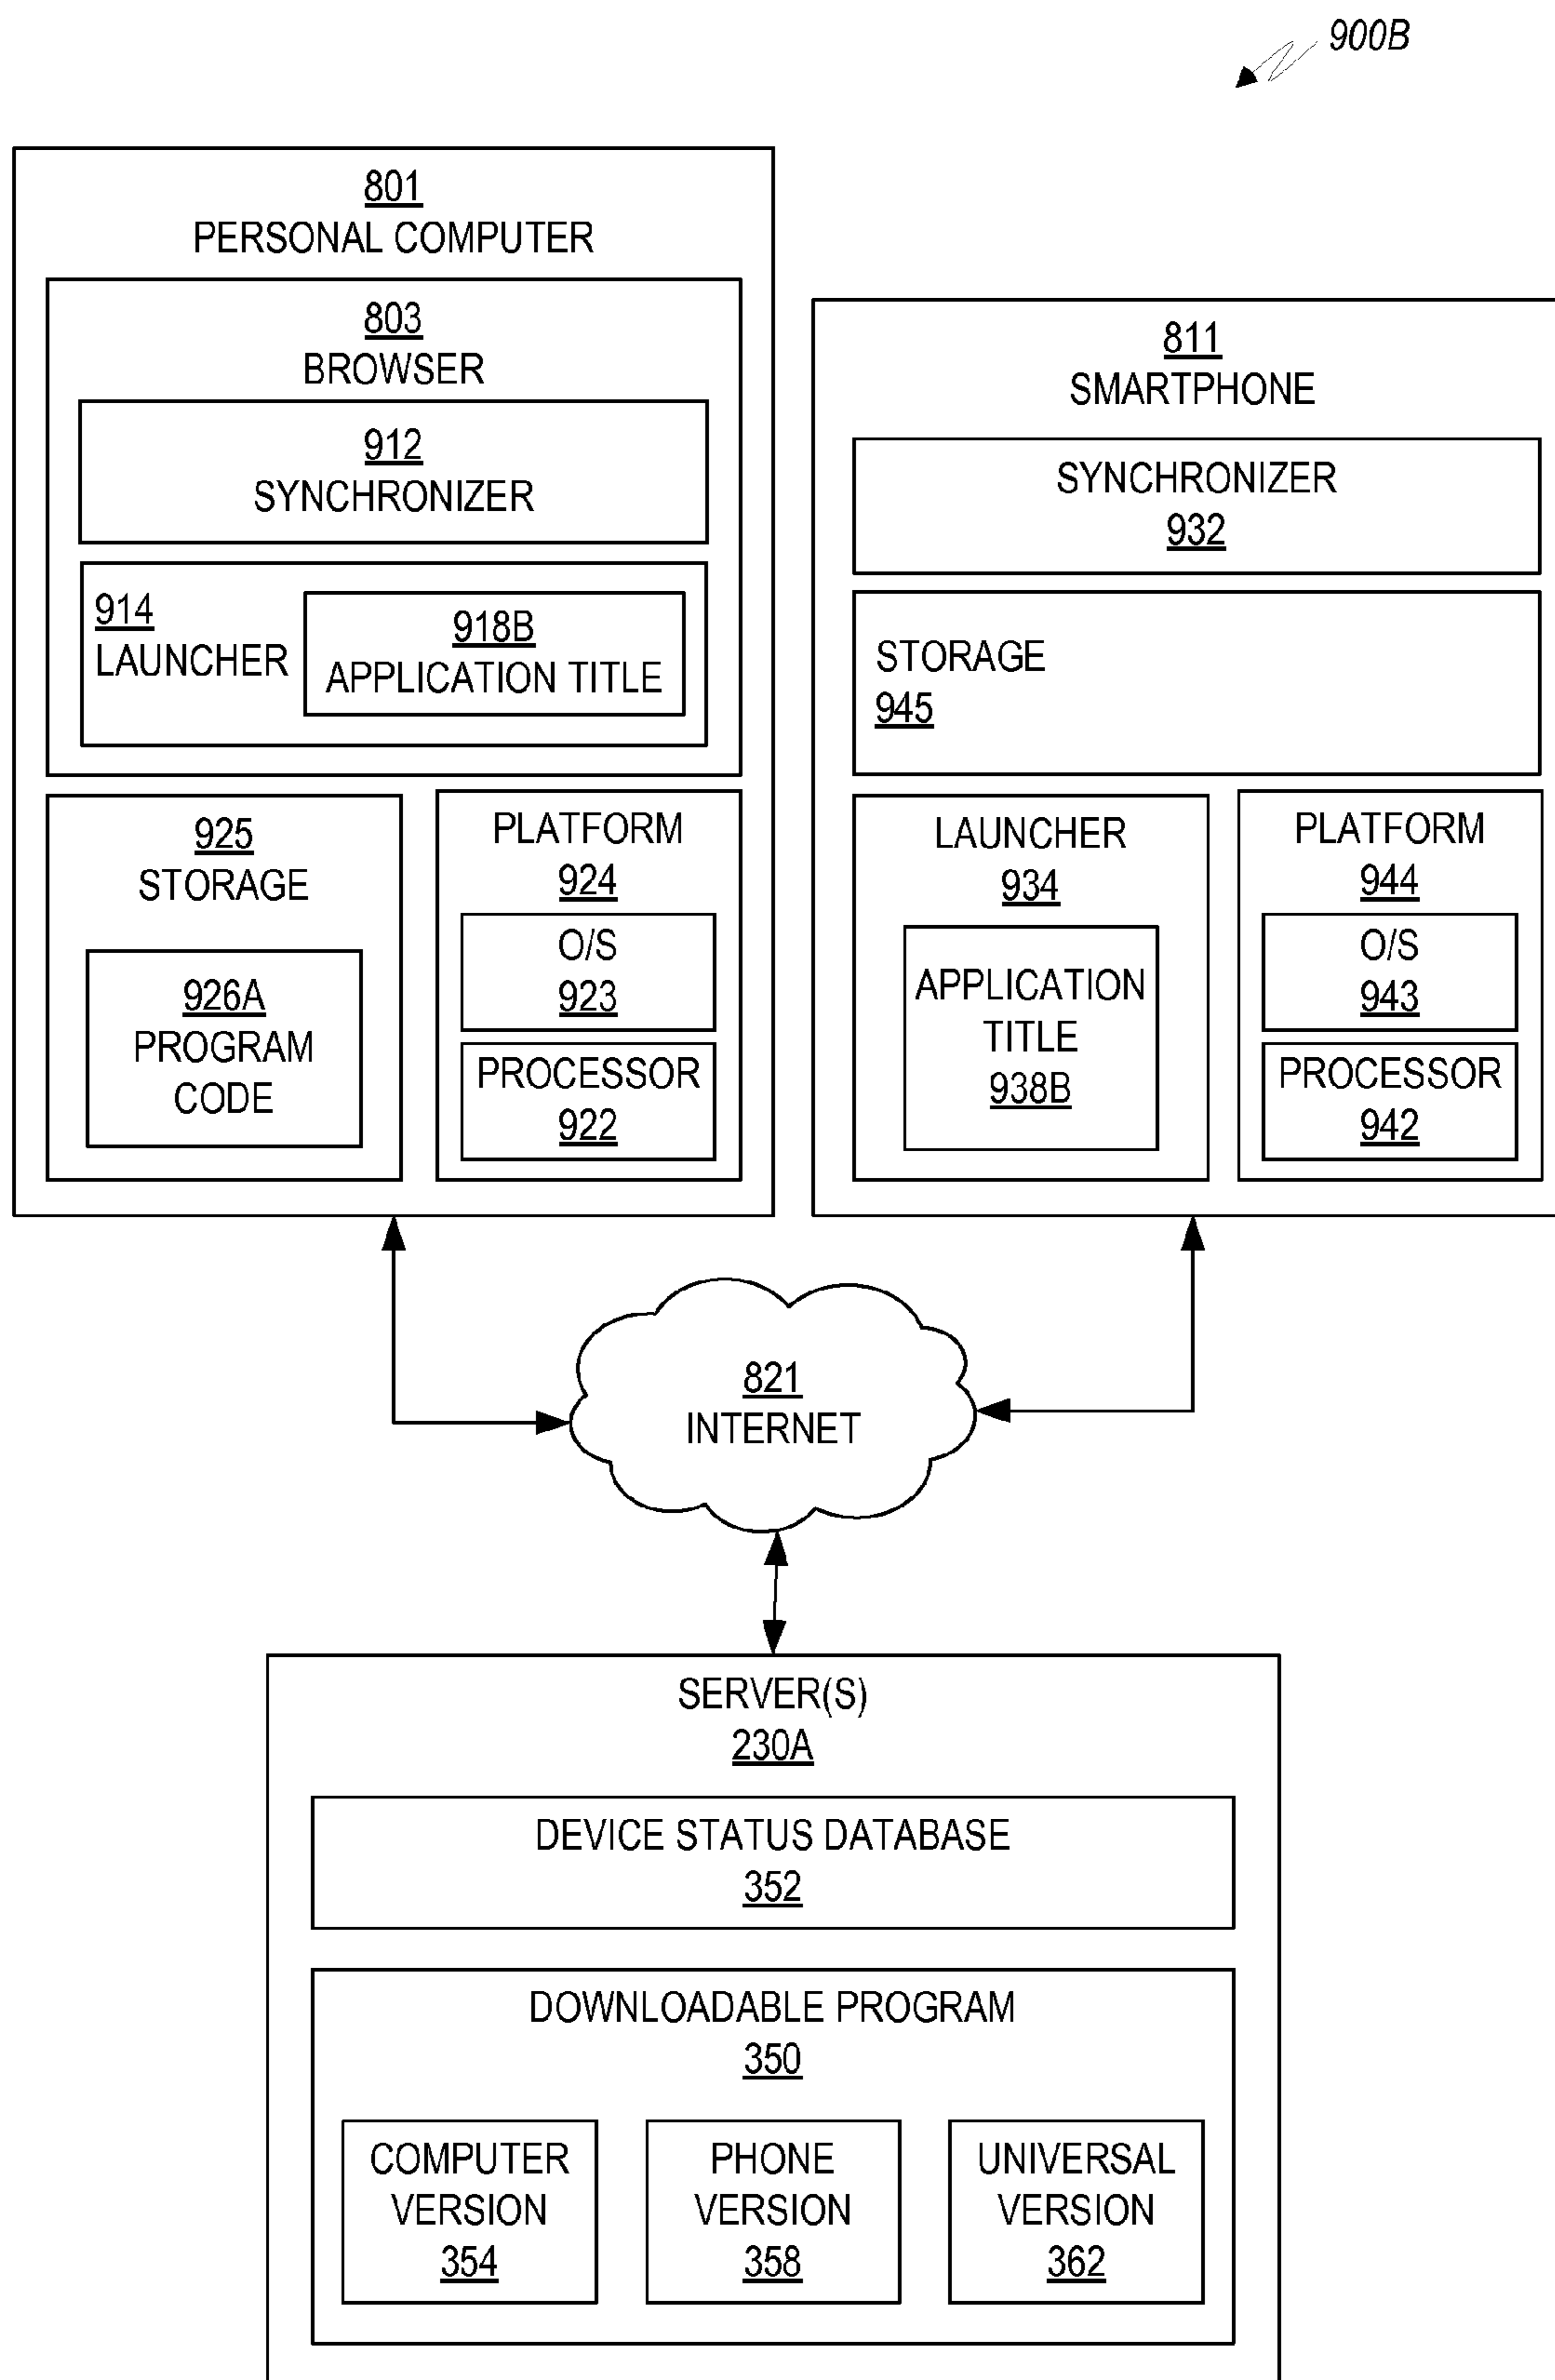 900B
801
PERSONAL COMPUTER
803
BROWSER
912
SYNCHRONIZER
914
LAUNCHER
918B
APPLICATION TITLE
925
STORAGE
926A
PROGRAM
CODE
PLATFORM
924
O/S
923
PROCESSOR
922
811
SMARTPHONE
SYNCHRONIZER
932
STORAGE
945
LAUNCHER
934
APPLICATION
TITLE
938B
PLATFORM
944
O/S
943
PROCESSOR
942
821
INTERNET
SERVER(S)
230A
DEVICE STATUS DATABASE
352
DOWNLOADABLE PROGRAM
350
COMPUTER
VERSION
354
PHONE
VERSION
358
UNIVERSAL
VERSION
362